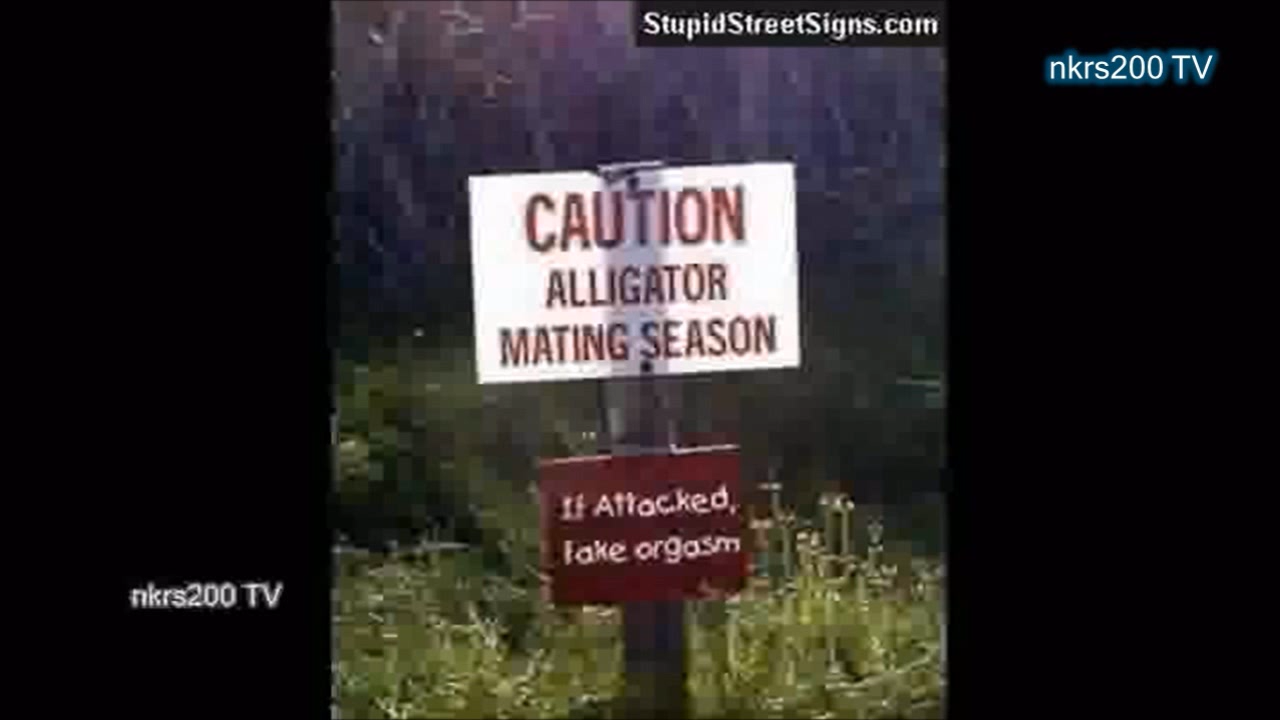 StupidStreetSigns.com
nkrs200 TV
CAUTION
ALLIGATOR
MATING SEASON
If Attacked,
fake orgasm
nkrs200 TV